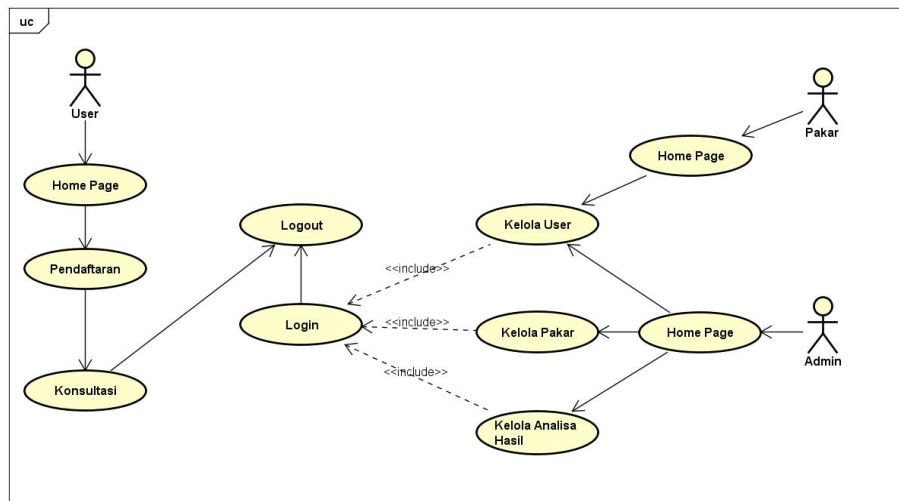 uc
User
Pakar
Home Page
Home Page
Logout
Kelola User
Pendaftaran
<<include>>
Login
<<include>>
Kelola Pakar
Home Page
Admin
<<include>>
Konsultasi
Kelola Analisa
Hasil